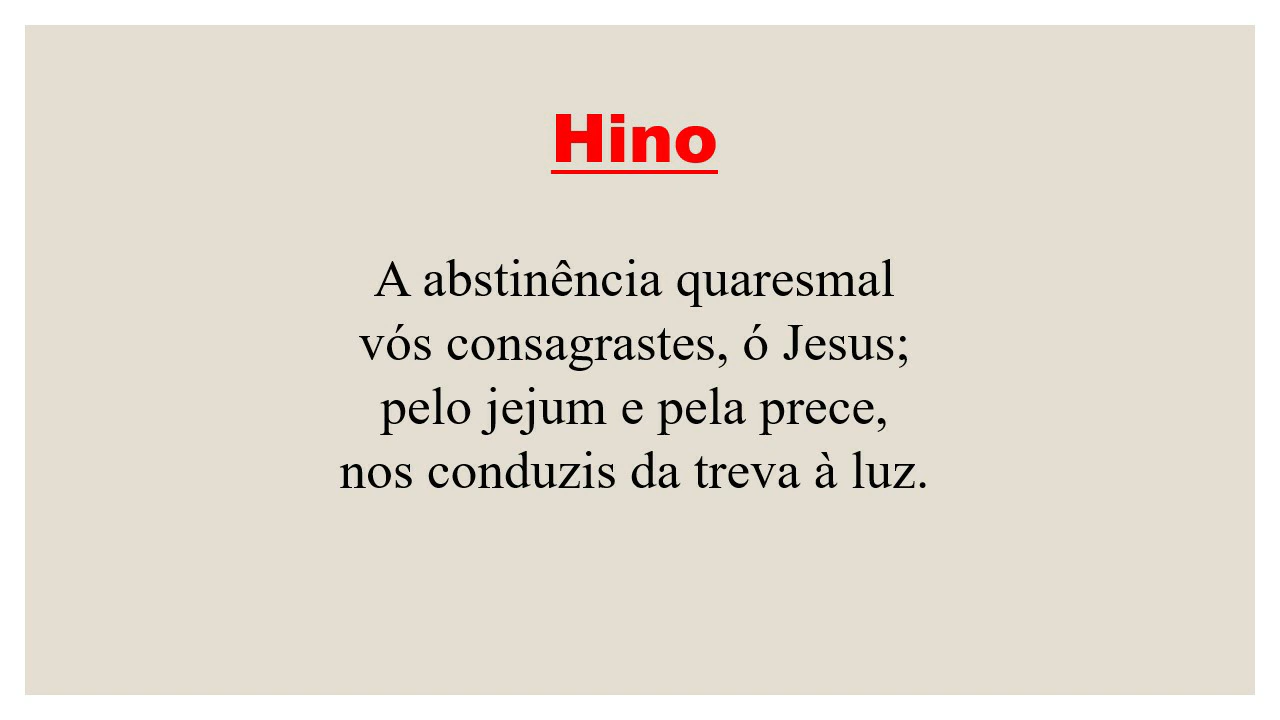 Hino
A abstinência quaresmal
vós consagrastes, ó Jesus;
pelo jejum e pela prece,
nos conduzis da treva à luz.